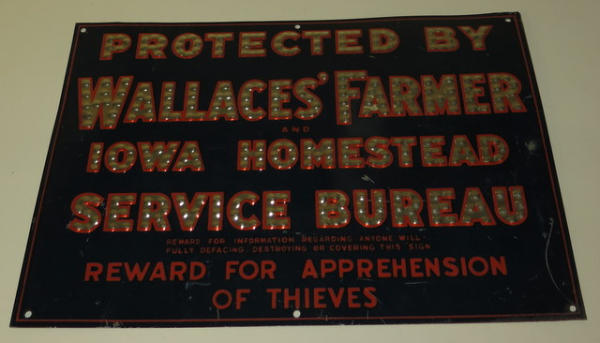 PROTECTED BY
WALLACES' FARMER
AND
IOWA HOMESTEAD
SERVICE BUREAU
REWARD FOR INFORMATION REGARDING ANYONE WILL-
FULLY DEFACING, DESTROYING OR COVERING THIS SIGN
REWARD FOR APPREHENSION
OF THIEVES